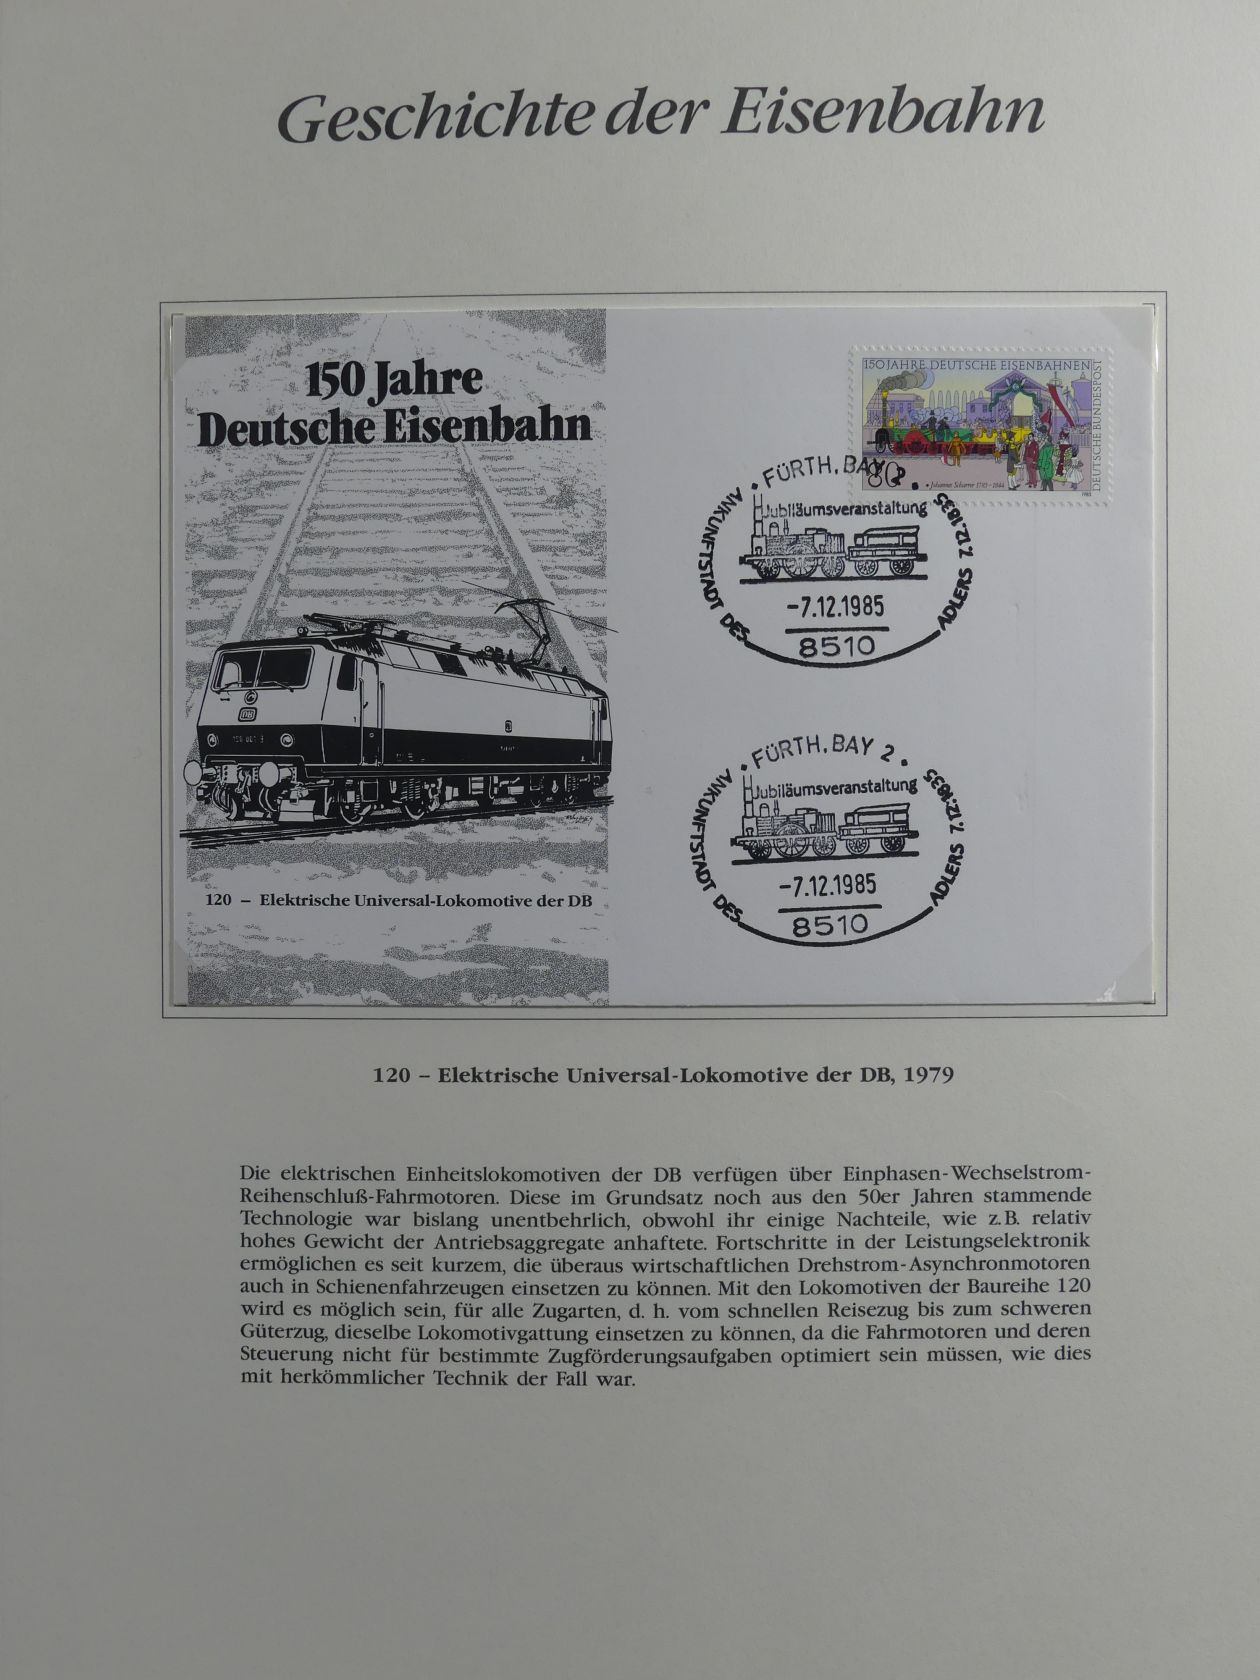 Geschichte der Eisenbahn
150 Jahre
Deutsche Eisenbahn
DB
120 – Elektrische Universal-Lokomotive der DB
150 JAHRE DEUTSCHE EISENBAHNEN
DEUTSCHE BUNDESPOST
80
Johannes Scharrer 1785–1844
1985
• FÜRTH, BAY 2 •
Jubiläumsveranstaltung
ANKUNFTSTADT DES ADLERS 7.12.1835
-7.12.1985
8510
• FÜRTH, BAY 2 •
Jubiläumsveranstaltung
ANKUNFTSTADT DES ADLERS 7.12.1835
-7.12.1985
8510
120 – Elektrische Universal-Lokomotive der DB, 1979
Die elektrischen Einheitslokomotiven der DB verfügen über Einphasen-Wechselstrom-
Reihenschluß-Fahrmotoren. Diese im Grundsatz noch aus den 50er Jahren stammende
Technologie war bislang unentbehrlich, obwohl ihr einige Nachteile, wie z. B. relativ
hohes Gewicht der Antriebsaggregate anhaftete. Fortschritte in der Leistungselektronik
ermöglichen es seit kurzem, die überaus wirtschaftlichen Drehstrom-Asynchronmotoren
auch in Schienenfahrzeugen einsetzen zu können. Mit den Lokomotiven der Baureihe 120
wird es möglich sein, für alle Zugarten, d. h. vom schnellen Reisezug bis zum schweren
Güterzug, dieselbe Lokomotivgattung einsetzen zu können, da die Fahrmotoren und deren
Steuerung nicht für bestimmte Zugförderungsaufgaben optimiert sein müssen, wie dies
mit herkömmlicher Technik der Fall war.